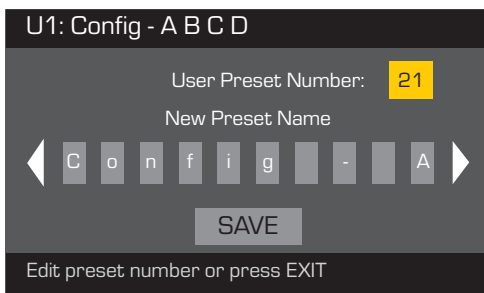 U1: Config - A B C D
User Preset Number: 21
New Preset Name
C o n f i g - A
SAVE
Edit preset number or press EXIT